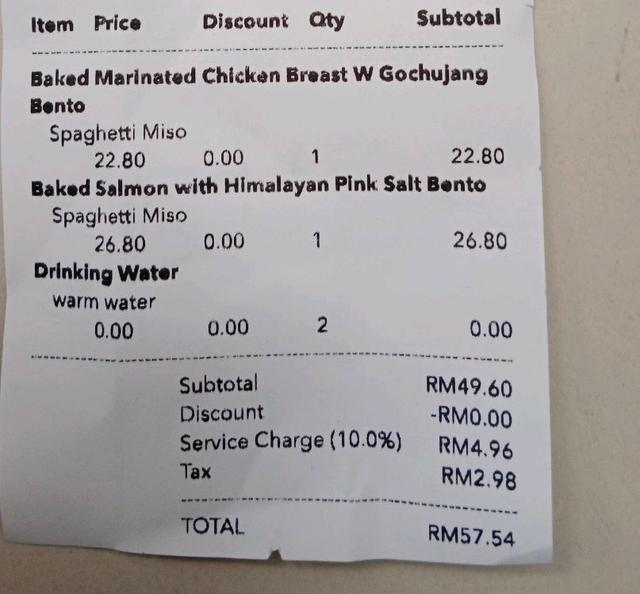 Item Price Discount Qty Subtotal
Baked Marinated Chicken Breast W Gochujang
Bento
Spaghetti Miso
22.80 0.00 1 22.80
Baked Salmon with Himalayan Pink Salt Bento
Spaghetti Miso
26.80 0.00 1 26.80
Drinking Water
warm water
0.00 0.00 2 0.00
Subtotal RM49.60
Discount -RM0.00
Service Charge (10.0%) RM4.96
Tax RM2.98
TOTAL RM57.54